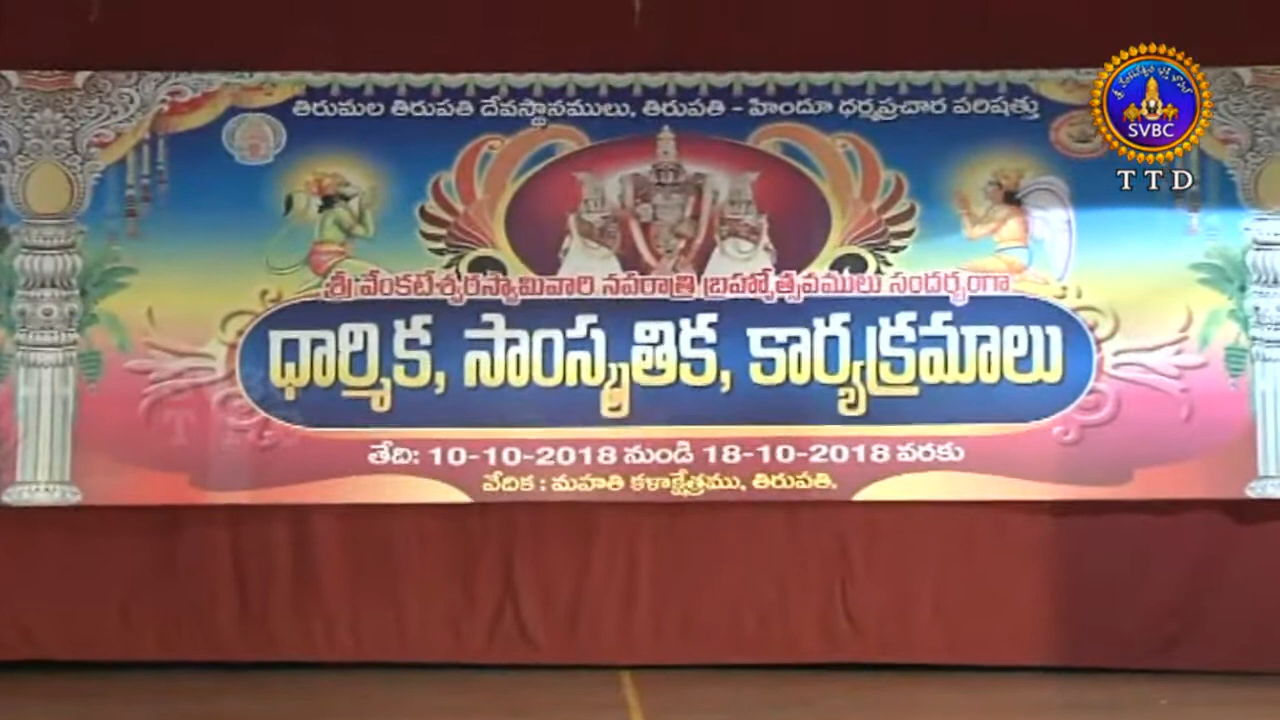 తిరుమల తిరుపతి దేవస్థానములు, తిరుపతి - హిందూ ధర్మప్రచార పరిషత్తు
శ్రీ వేంకటేశ్వరస్వామివారి నవరాత్రి బ్రహ్మోత్సవములు సందర్భంగా
ధార్మిక, సాంస్కృతిక, కార్యక్రమాలు
తేది: 10-10-2018 నుండి 18-10-2018 వరకు
వేదిక : మహతి కళాక్షేత్రము, తిరుపతి.
SVBC
TTD